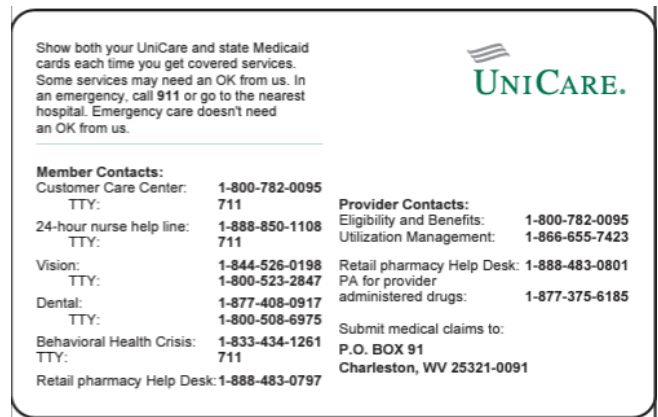 Show both your UniCare and state Medicaid
cards each time you get covered services.
Some services may need an OK from us. In
an emergency, call 911 or go to the nearest
hospital. Emergency care doesn't need
an OK from us.
UNICARE.
Member Contacts:
Customer Care Center: 1-800-782-0095
TTY: 711
24-hour nurse help line: 1-888-850-1108
TTY: 711
Vision: 1-844-526-0198
TTY: 1-800-523-2847
Dental: 1-877-408-0917
TTY: 1-800-508-6975
Behavioral Health Crisis: 1-833-434-1261
TTY: 711
Retail pharmacy Help Desk: 1-888-483-0797
Provider Contacts:
Eligibility and Benefits: 1-800-782-0095
Utilization Management: 1-866-655-7423
Retail pharmacy Help Desk: 1-888-483-0801
PA for provider
administered drugs: 1-877-375-6185
Submit medical claims to:
P.O. BOX 91
Charleston, WV 25321-0091